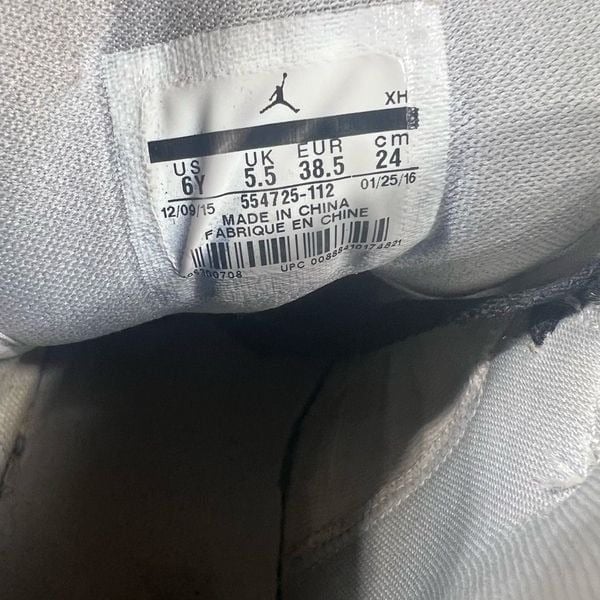 XH
US UK EUR cm
6Y 5.5 38.5 24
12/09/15 554725-112 01/25/16
MADE IN CHINA
FABRIQUE EN CHINE
UPC 00888410174821